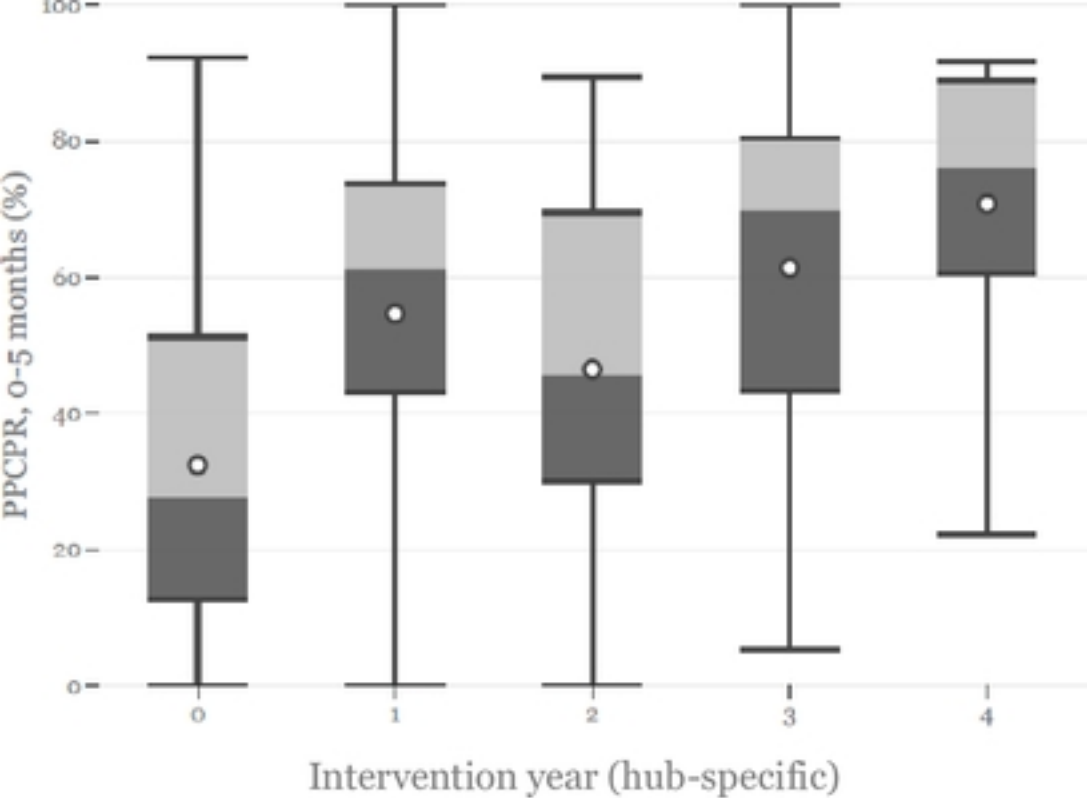 100
80
60
40
20
0
PPCPR, 0-5 months (%)
0 1 2 3 4
Intervention year (hub-specific)